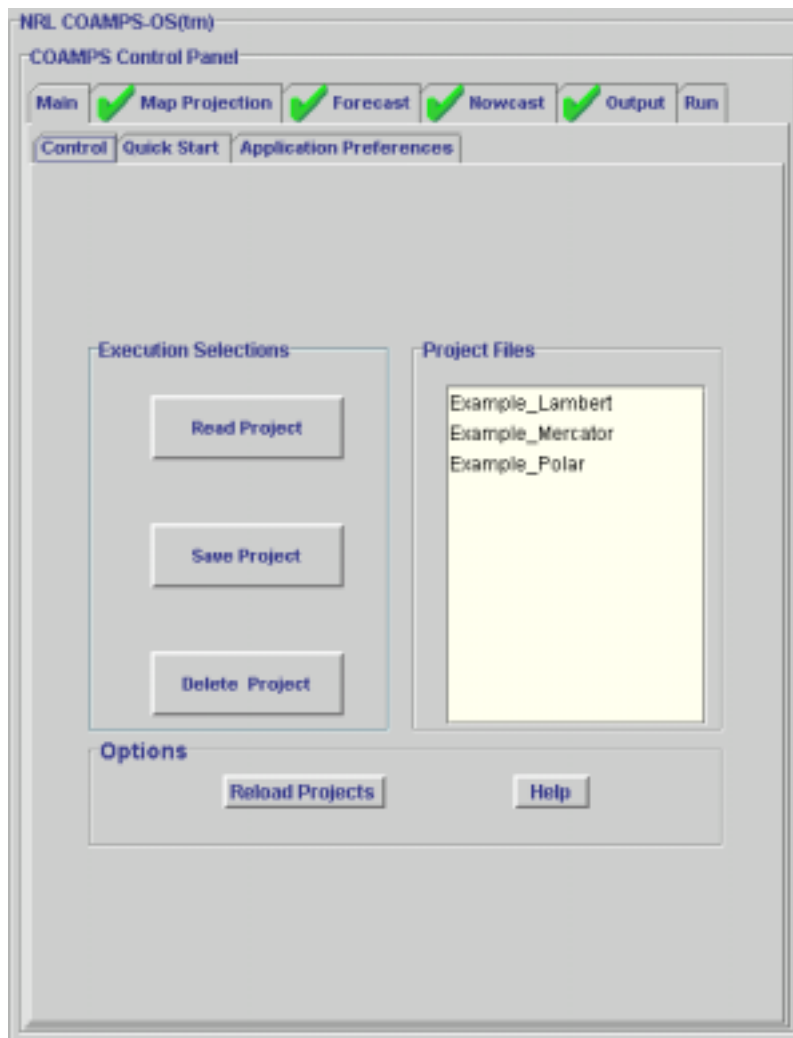 NRL COAMPS-OS(tm)
COAMPS Control Panel
Main Map Projection Forecast Nowcast Output Run
Control Quick Start Application Preferences
Execution Selections
Read Project
Save Project
Delete Project
Project Files
Example_Lambert
Example_Mercator
Example_Polar
Options
Reload Projects Help